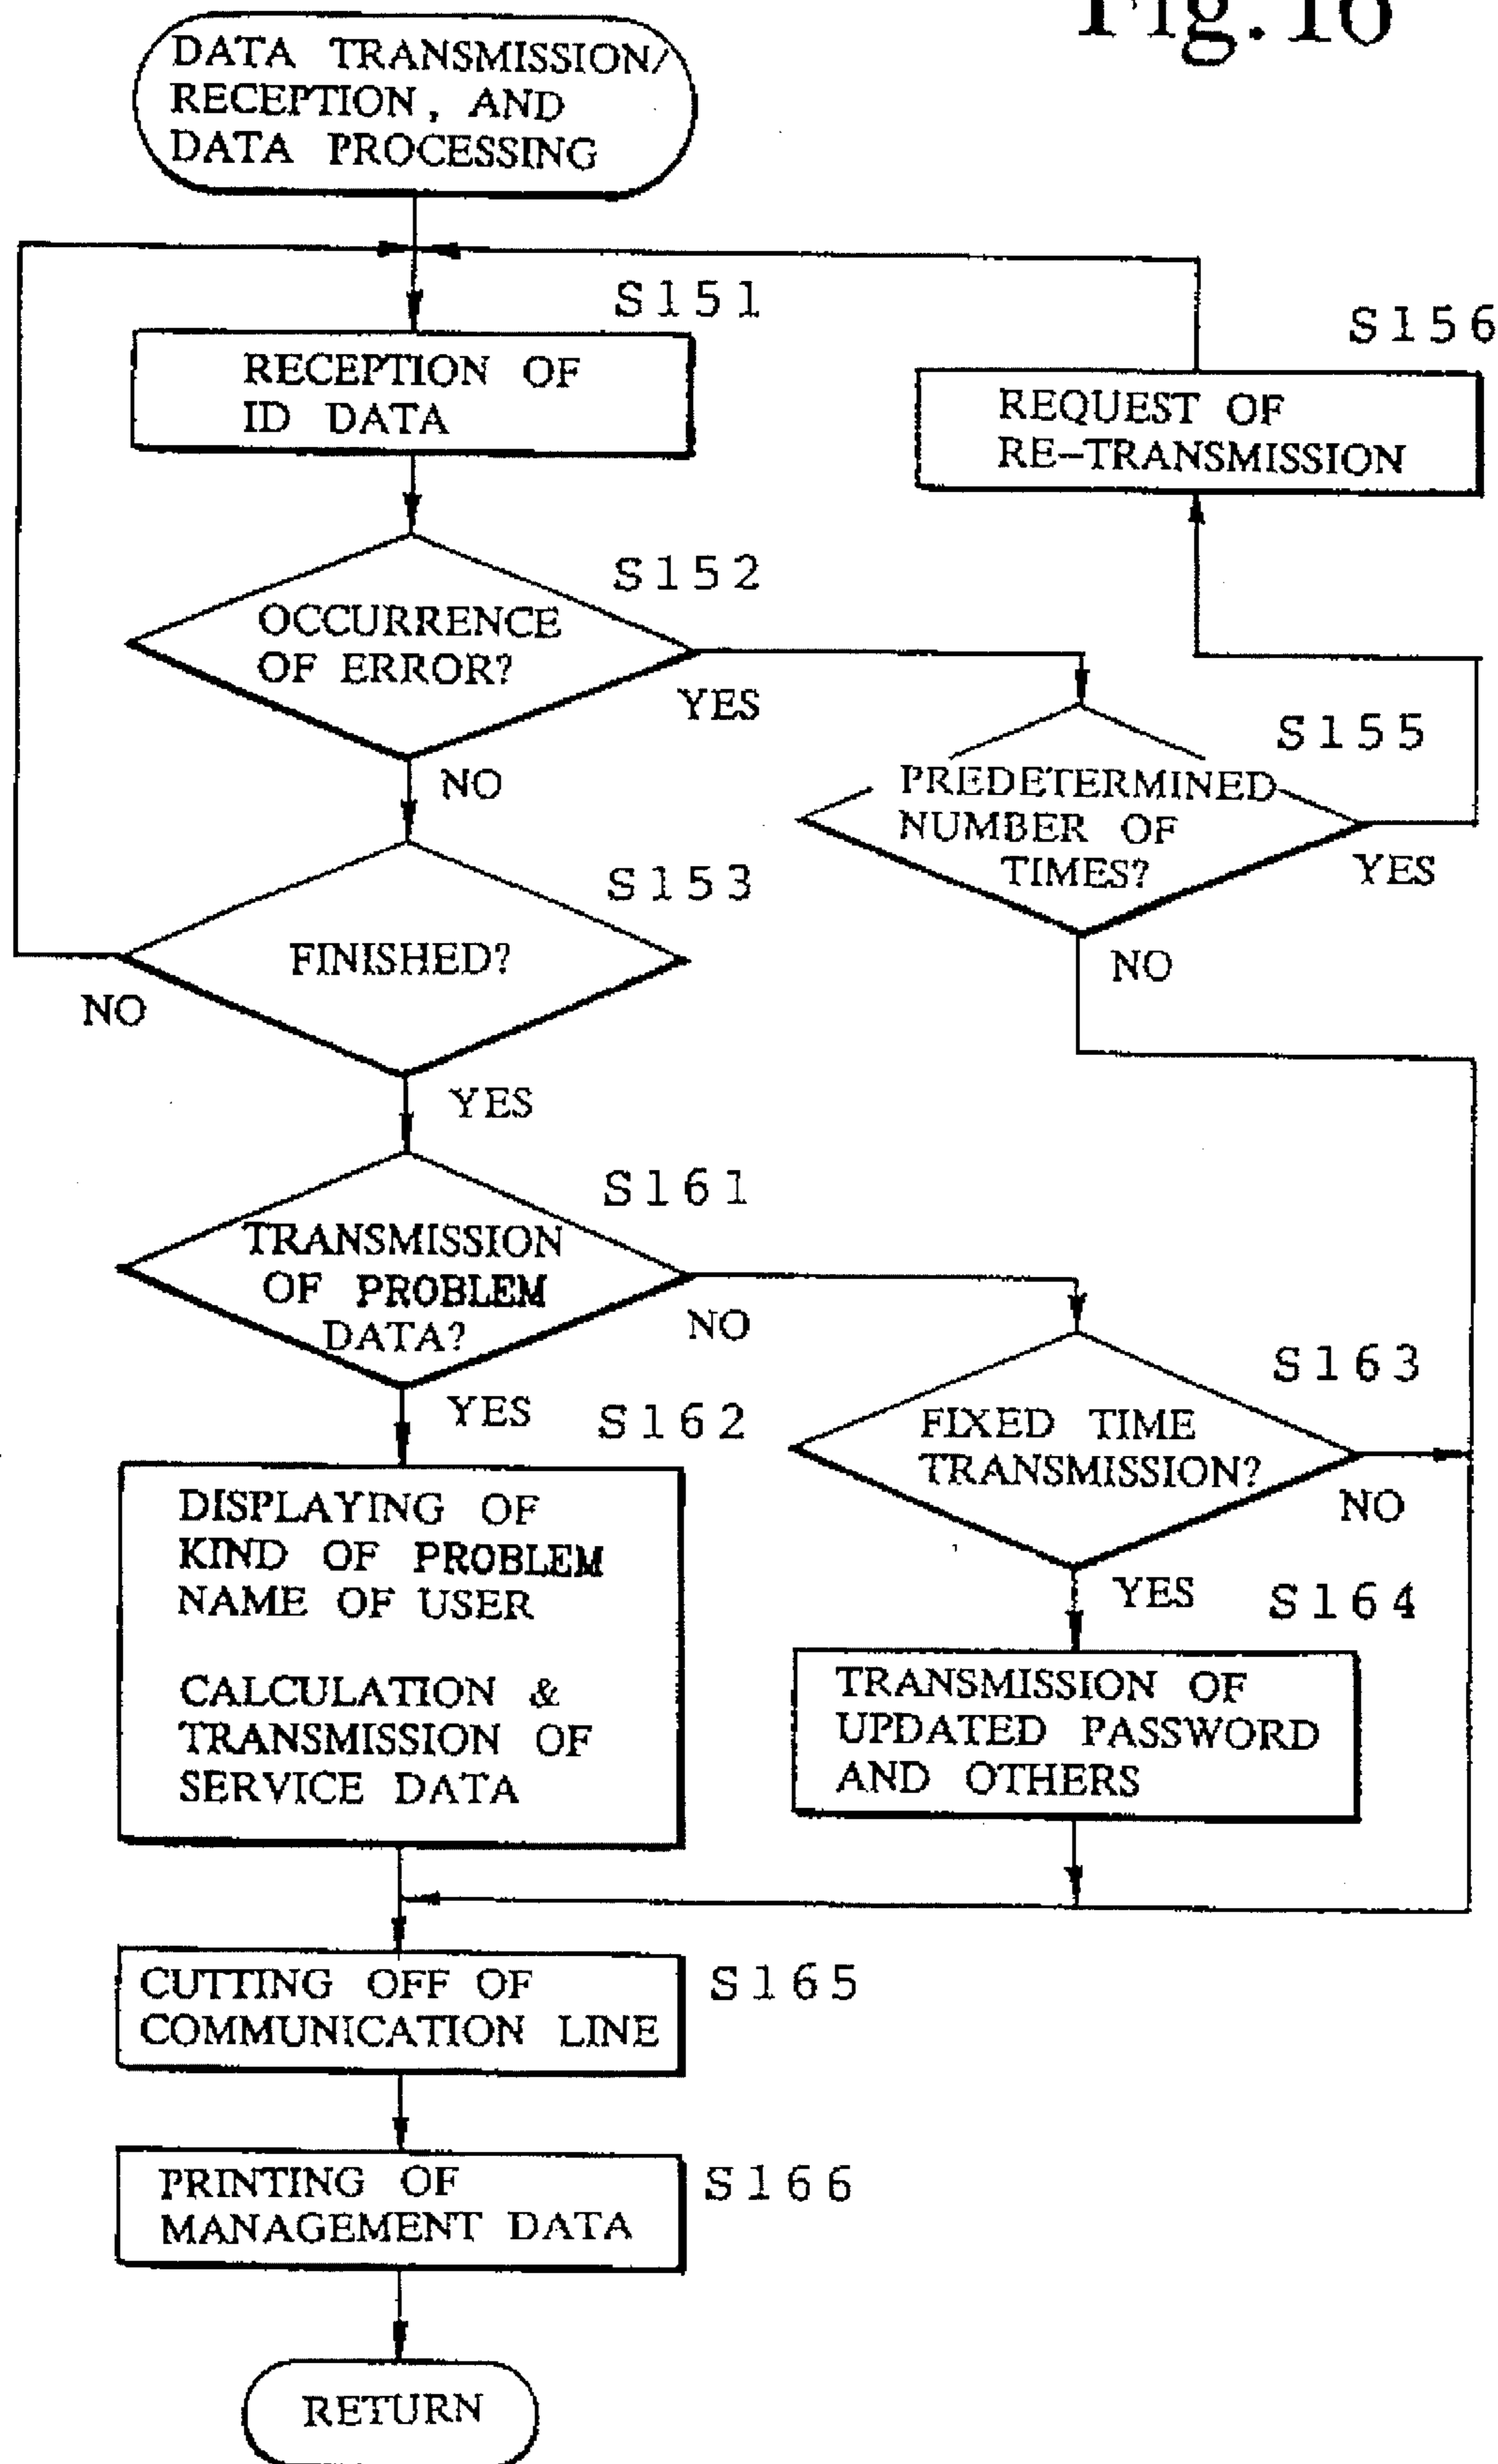 Fig. 16
DATA TRANSMISSION/
RECEPTION, AND
DATA PROCESSING
S151
RECEPTION OF
ID DATA
S156
REQUEST OF
RE-TRANSMISSION
S152
OCCURRENCE
OF ERROR?
YES
NO
S155
PREDETERMINED
NUMBER OF
TIMES?
YES
NO
S153
FINISHED?
NO
YES
S161
TRANSMISSION
OF PROBLEM
DATA?
NO
YES
S163
FIXED TIME
TRANSMISSION?
NO
YES
S162
DISPLAYING OF
KIND OF PROBLEM
NAME OF USER
CALCULATION &
TRANSMISSION OF
SERVICE DATA
S164
TRANSMISSION OF
UPDATED PASSWORD
AND OTHERS
CUTTING OFF OF
COMMUNICATION LINE
S165
PRINTING OF
MANAGEMENT DATA
S166
RETURN